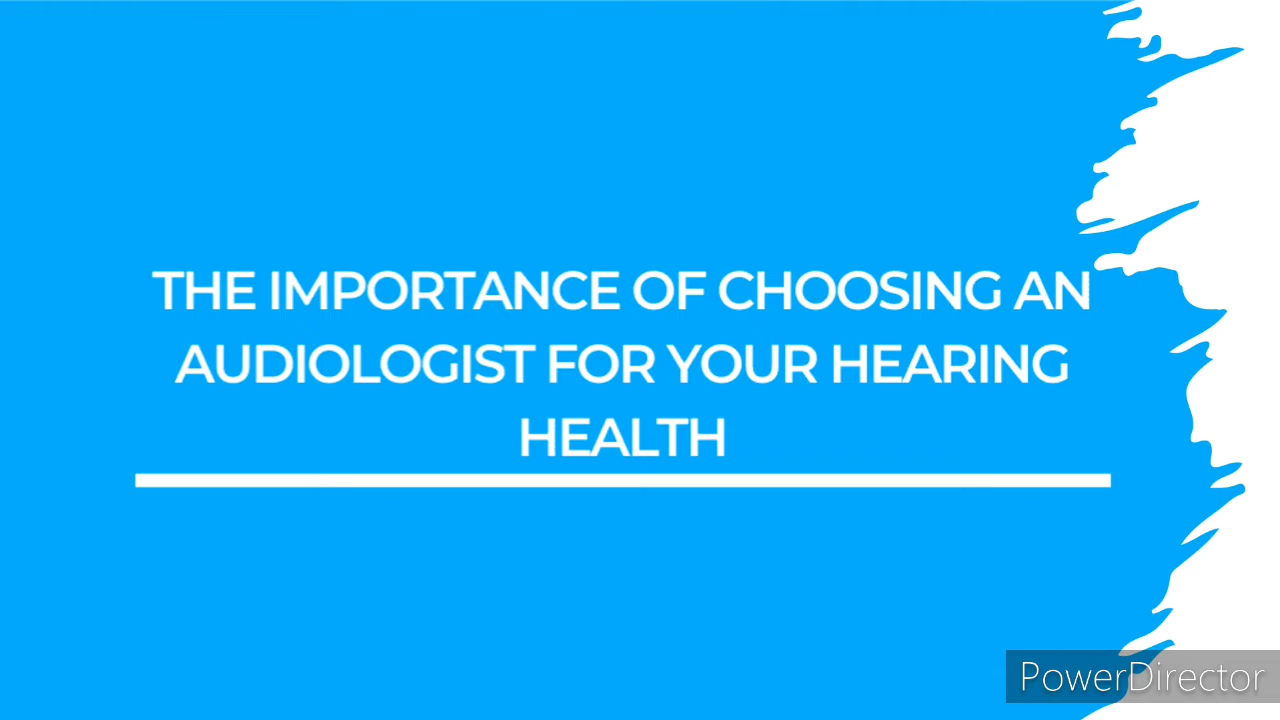 THE IMPORTANCE OF CHOOSING AN
AUDIOLOGIST FOR YOUR HEARING
HEALTH
PowerDirector